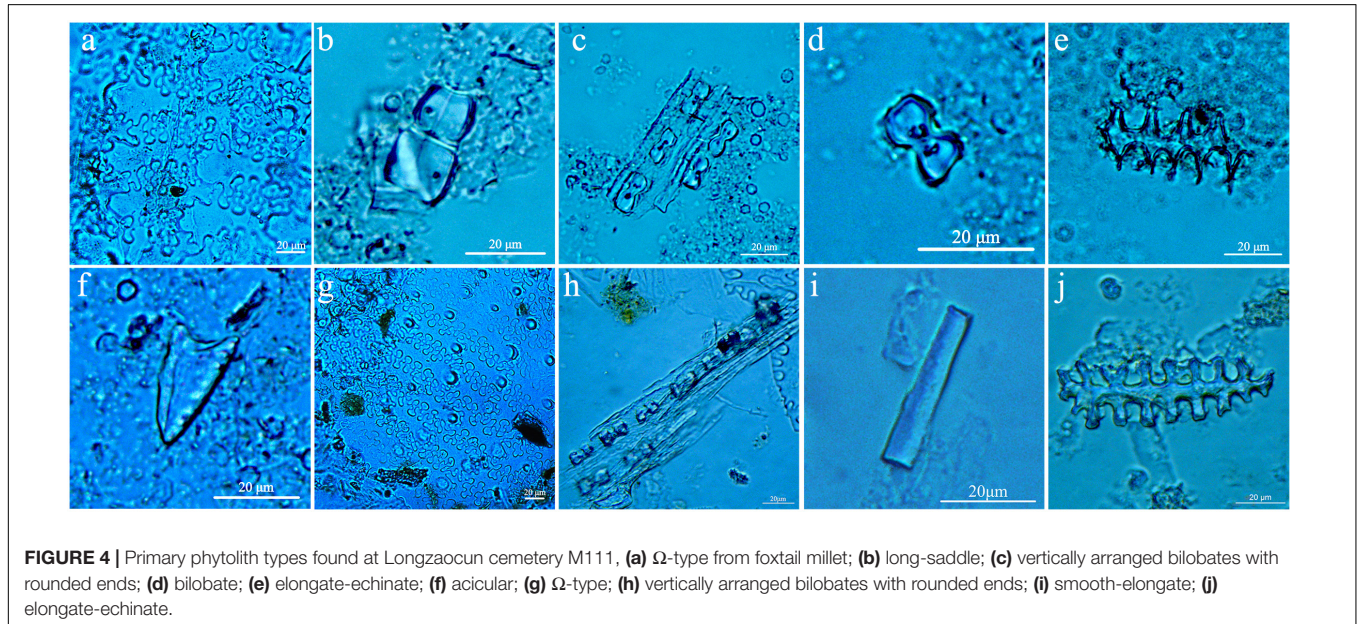 a b c d e
20 μm 20 μm 20 μm 20 μm 20 μm
f g h i j
20 μm 20 μm 20μm 20μm 20 μm
FIGURE 4 | Primary phytolith types found at Longzaocun cemetery M111, (a) Ω-type from foxtail millet; (b) long-saddle; (c) vertically arranged bilobates with
rounded ends; (d) bilobate; (e) elongate-echinate; (f) acicular; (g) Ω-type; (h) vertically arranged bilobates with rounded ends; (i) smooth-elongate; (j)
elongate-echinate.